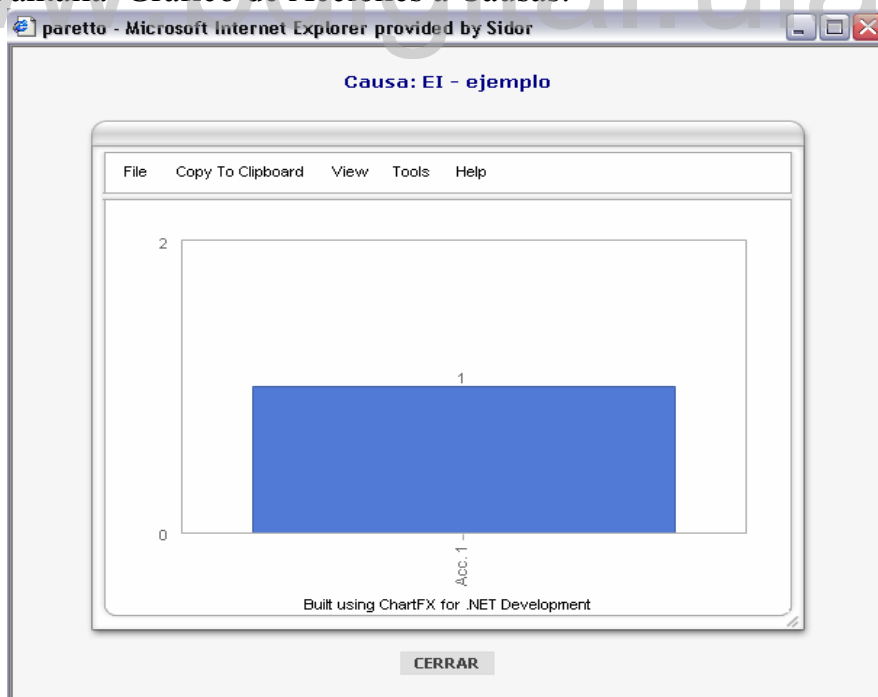 paretto - Microsoft Internet Explorer provided by Sidor
Causa: EI - ejemplo
File Copy To Clipboard View Tools Help
2
1
0
Acc. 1
Built using ChartFX for .NET Development
CERRAR